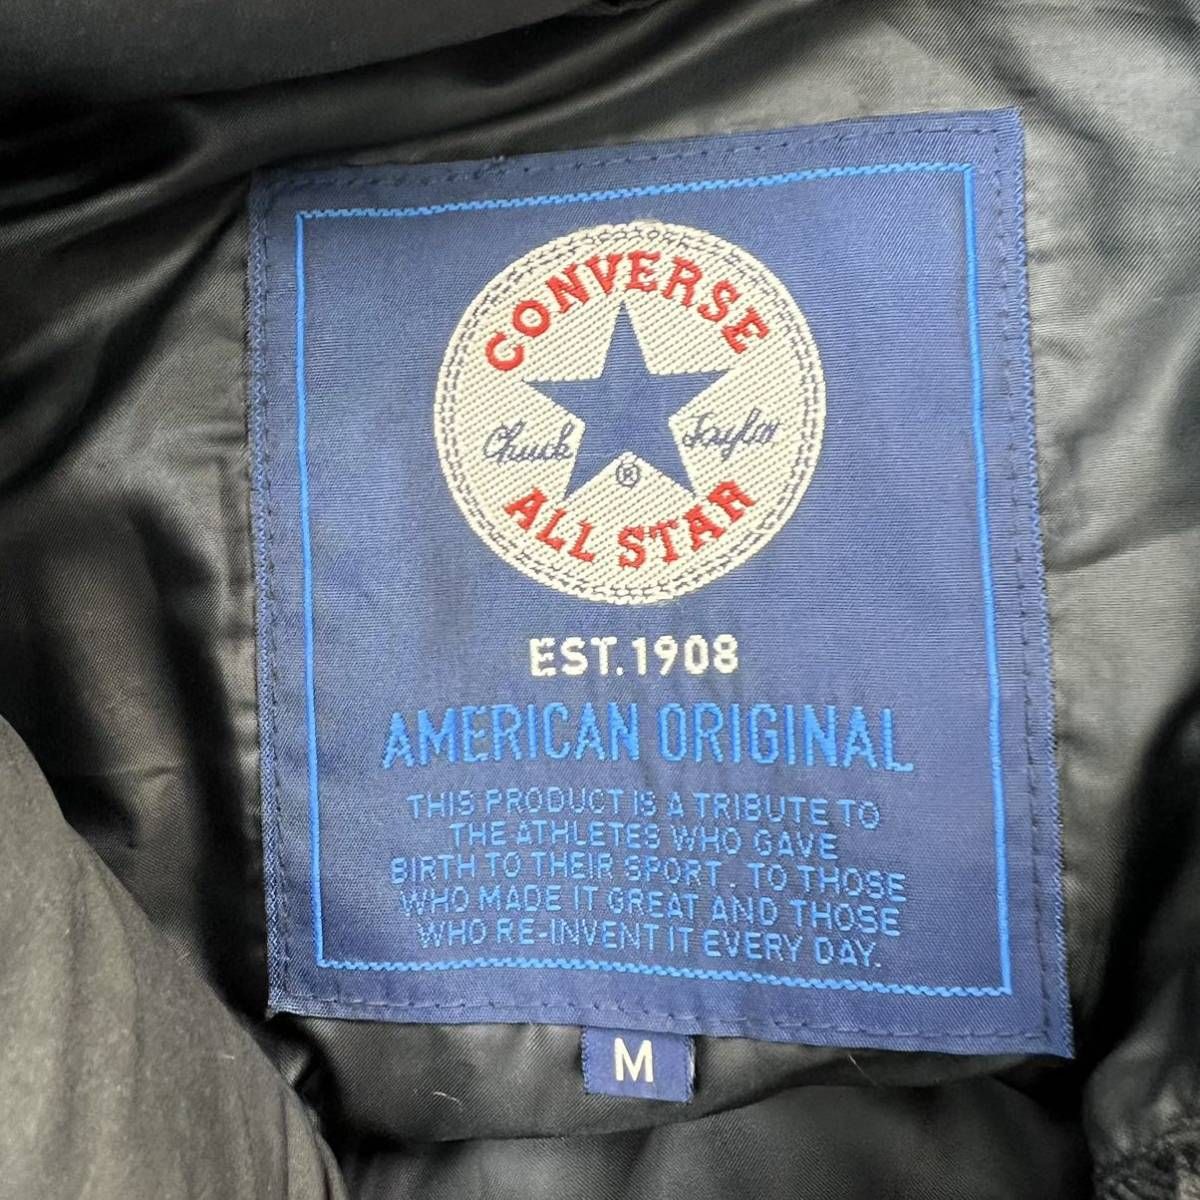 CONVERSE
Chuck Taylor
®
ALL STAR
EST.1908
AMERICAN ORIGINAL
THIS PRODUCT IS A TRIBUTE TO
THE ATHLETES WHO GAVE
BIRTH TO THEIR SPORT. TO THOSE
WHO MADE IT GREAT AND THOSE
WHO RE-INVENT IT EVERY DAY.
M